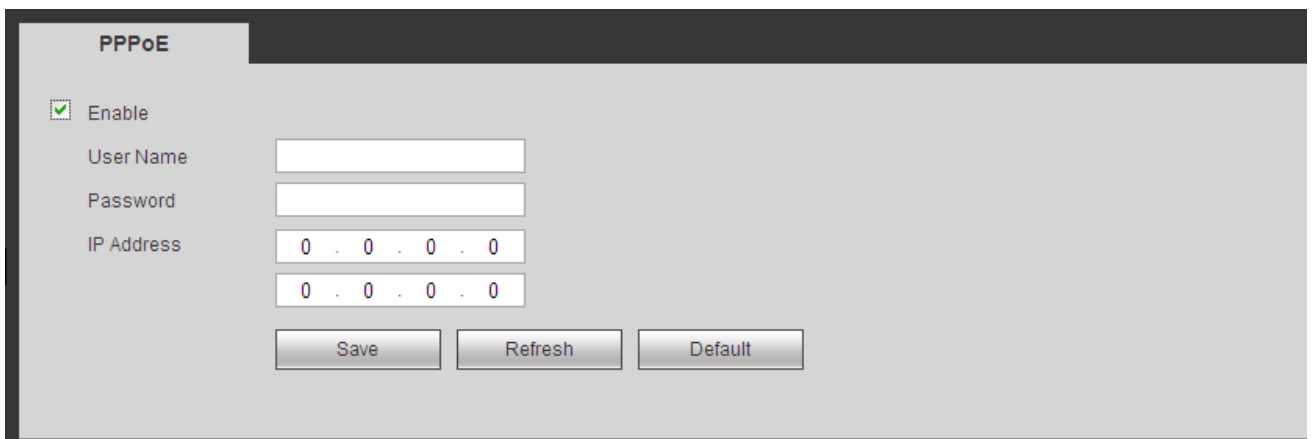 PPPoE
Enable
User Name
Password
IP Address 0 . 0 . 0 . 0
0 . 0 . 0 . 0
Save Refresh Default